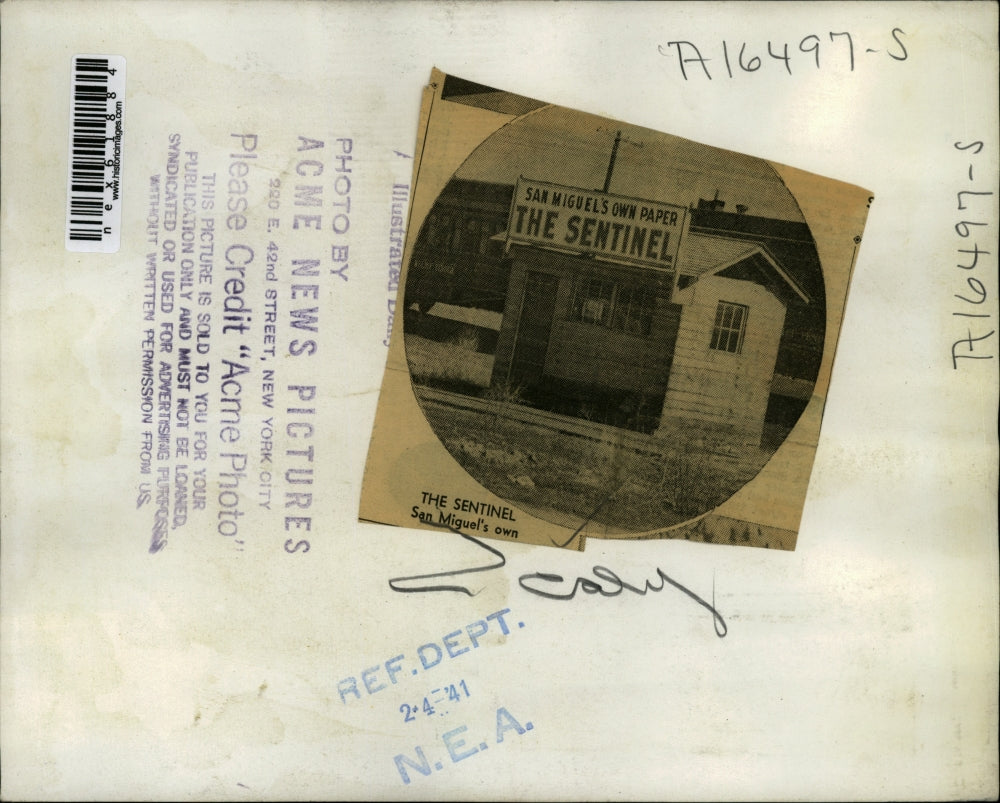 A16497-S
A16497-S
nex61884
www.historicimages.com
PHOTO BY
ACME NEWS PICTURES
220 E. 42nd STREET, NEW YORK CITY
Please Credit "Acme Photo"
THIS PICTURE IS SOLD TO YOU FOR YOUR
PUBLICATION ONLY AND MUST NOT BE LOANED,
SYNDICATED OR USED FOR ADVERTISING PURPOSES
WITHOUT WRITTEN PERMISSION FROM US
Illustrated Daily
SAN MIGUEL'S OWN PAPER
THE SENTINEL
THE SENTINEL
San Miguel's own
REF. DEPT.
2-4-'41
N.E.A.